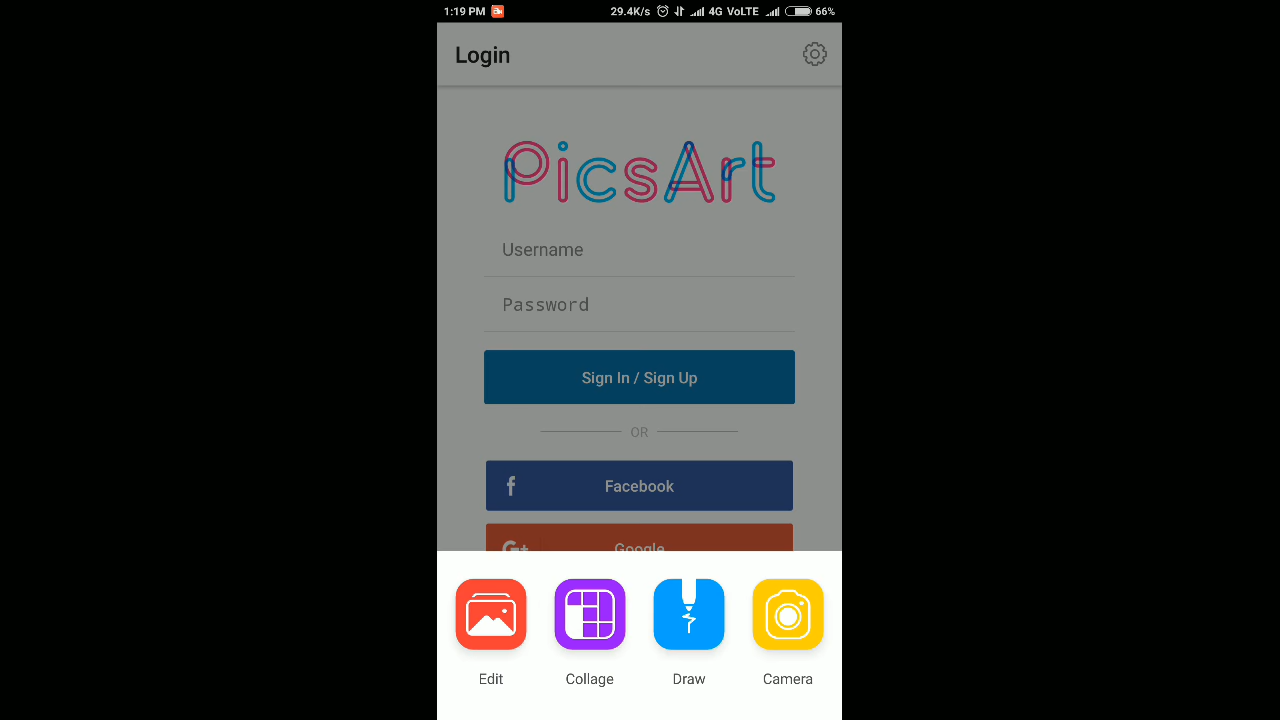 1:19 PM 29.4K/s 4G VoLTE 66%
Login
PicsArt
Username
Password
Sign In / Sign Up
OR
f Facebook
G+ Google
Edit Collage Draw Camera